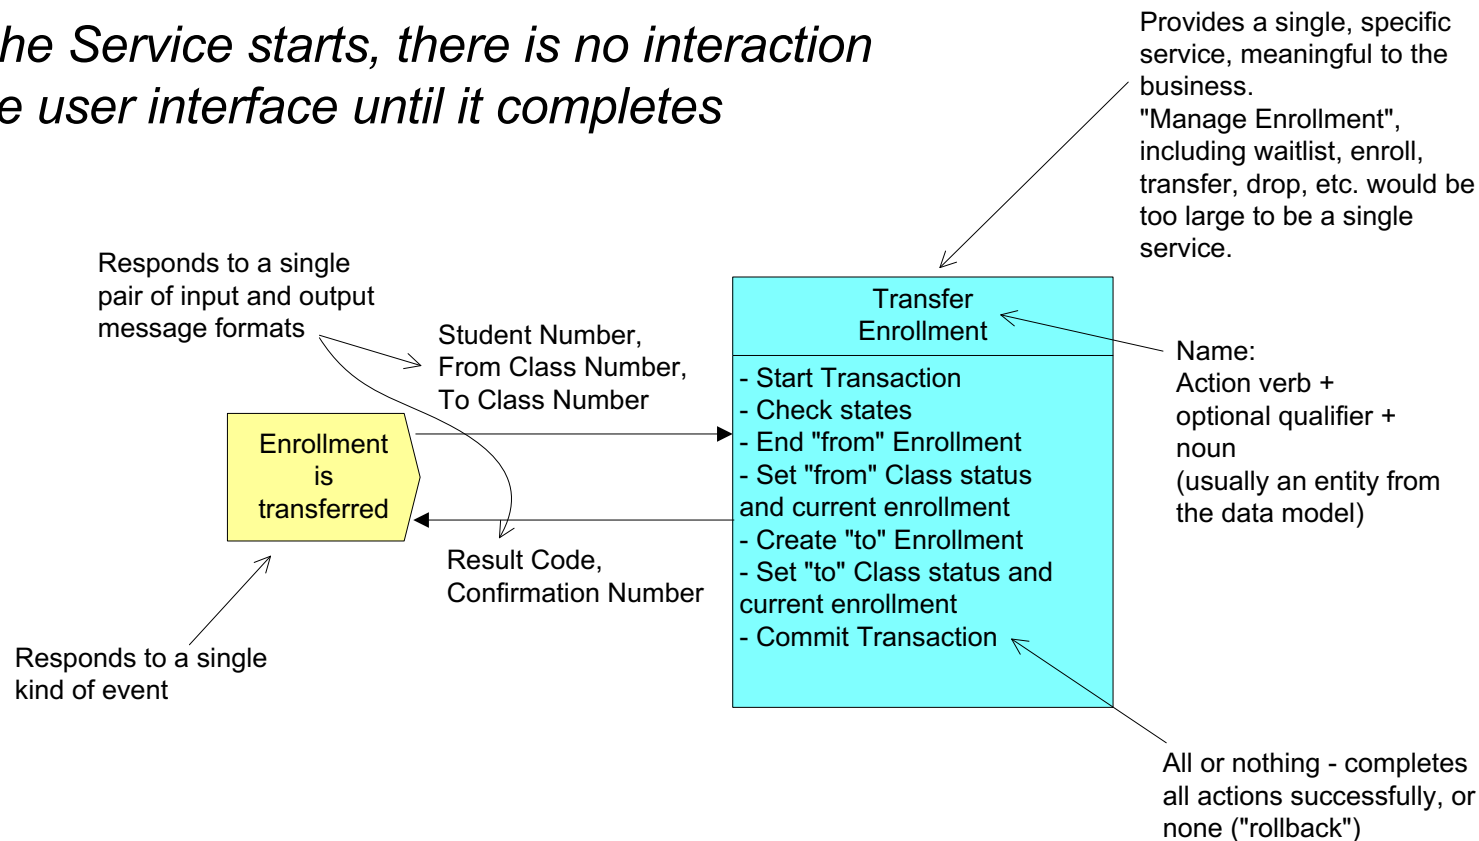 he Service starts, there is no interaction
e user interface until it completes
Provides a single, specific
service, meaningful to the
business.
"Manage Enrollment",
including waitlist, enroll,
transfer, drop, etc. would be
too large to be a single
service.
Responds to a single
pair of input and output
message formats
Student Number,
From Class Number,
To Class Number
Enrollment
is
transferred
Result Code,
Confirmation Number
Responds to a single
kind of event
Transfer
Enrollment
- Start Transaction
- Check states
- End "from" Enrollment
- Set "from" Class status
and current enrollment
- Create "to" Enrollment
- Set "to" Class status and
current enrollment
- Commit Transaction
Name:
Action verb +
optional qualifier +
noun
(usually an entity from
the data model)
All or nothing - completes
all actions successfully, or
none ("rollback")